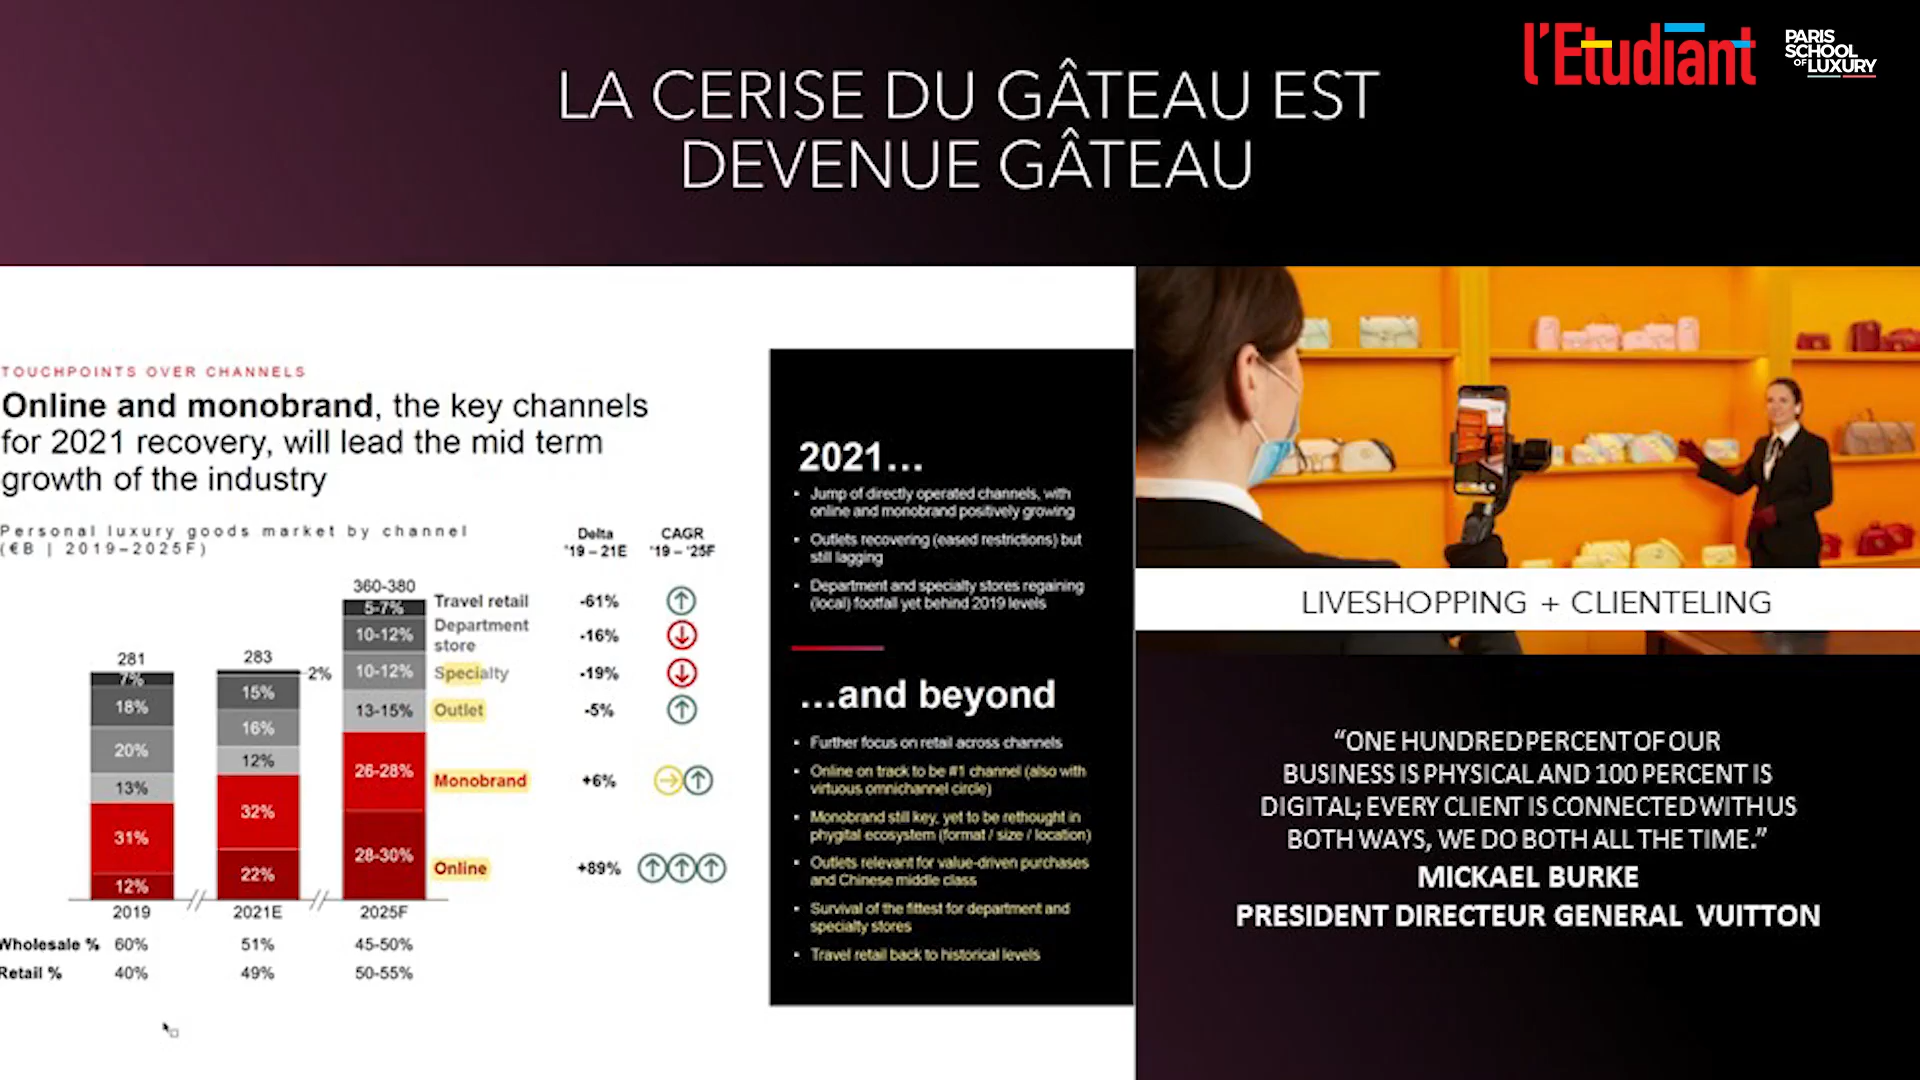 l'Etudiant
PARIS
SCHOOL
OF LUXURY
LA CERISE DU GÂTEAU EST
DEVENUE GÂTEAU
TOUCHPOINTS OVER CHANNELS
Online and monobrand, the key channels
for 2021 recovery, will lead the mid term
growth of the industry
Personal luxury goods market by channel
(€B | 2019–2025F)
Delta
'19 – 21E
CAGR
'19 – '25F
281
7%
18%
20%
13%
31%
12%
2019
283
2%
15%
16%
12%
32%
22%
2021E
360-380
5-7%
10-12%
10-12%
13-15%
26-28%
28-30%
2025F
Travel retail -61%
Department
store -16%
Specialty -19%
Outlet -5%
Monobrand +6%
Online +89%
Wholesale % 60% 51% 45-50%
Retail % 40% 49% 50-55%
2021...
▪ Jump of directly operated channels, with
online and monobrand positively growing
▪ Outlets recovering (eased restrictions) but
still lagging
▪ Department and specialty stores regaining
(local) footfall yet behind 2019 levels
...and beyond
▪ Further focus on retail across channels
▪ Online on track to be #1 channel (also with
virtuous omnichannel circle)
▪ Monobrand still key, yet to be rethought in
phygital ecosystem (format / size / location)
▪ Outlets relevant for value-driven purchases
and Chinese middle class
▪ Survival of the fittest for department and
specialty stores
▪ Travel retail back to historical levels
LIVESHOPPING + CLIENTELING
“ONE HUNDRED PERCENT OF OUR
BUSINESS IS PHYSICAL AND 100 PERCENT IS
DIGITAL; EVERY CLIENT IS CONNECTED WITH US
BOTH WAYS, WE DO BOTH ALL THE TIME.”
MICKAEL BURKE
PRESIDENT DIRECTEUR GENERAL VUITTON